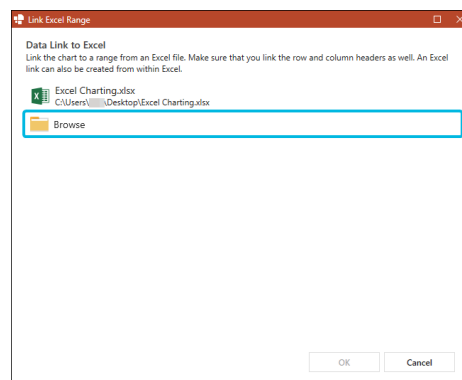 Link Excel Range
Data Link to Excel
Link the chart to a range from an Excel file. Make sure that you link the row and column headers as well. An Excel
link can also be created from within Excel.
Excel Charting.xlsx
C:\Users\ \Desktop\Excel Charting.xlsx
Browse
OK
Cancel